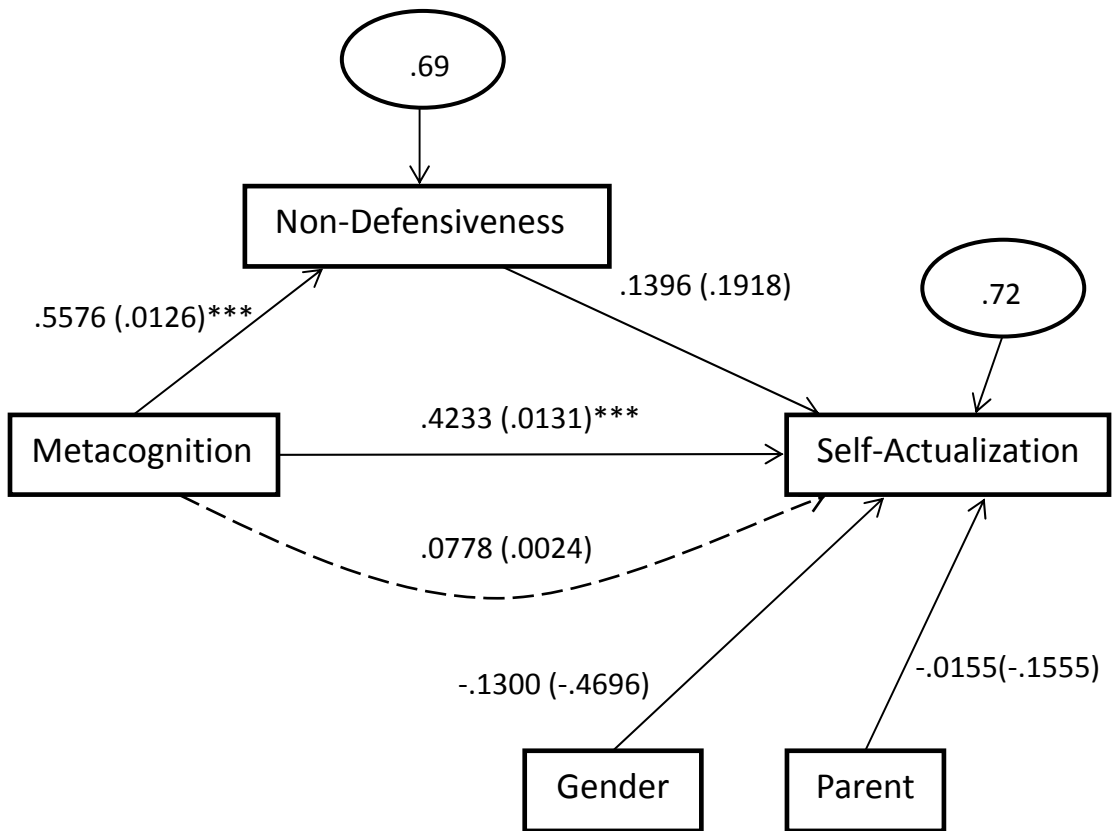 .69
Non-Defensiveness
.1396 (.1918)
.72
.5576 (.0126)***
.4233 (.0131)***
Metacognition
Self-Actualization
.0778 (.0024)
-.1300 (-.4696)
-.0155(-.1555)
Gender
Parent